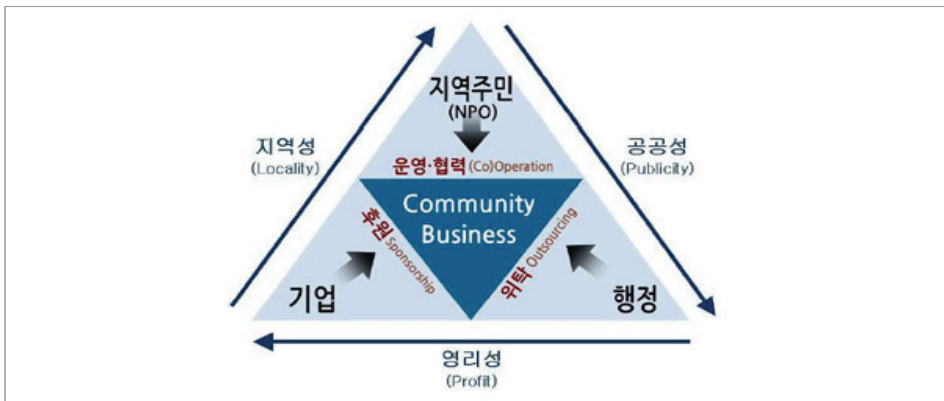 지역주민
(NPO)
지역성
(Locality)
공공성
(Publicity)
운영·협력 (Co)Operation
Community
Business
후원 Sponsorship
위탁 Outsourcing
기업
행정
영리성
(Profit)